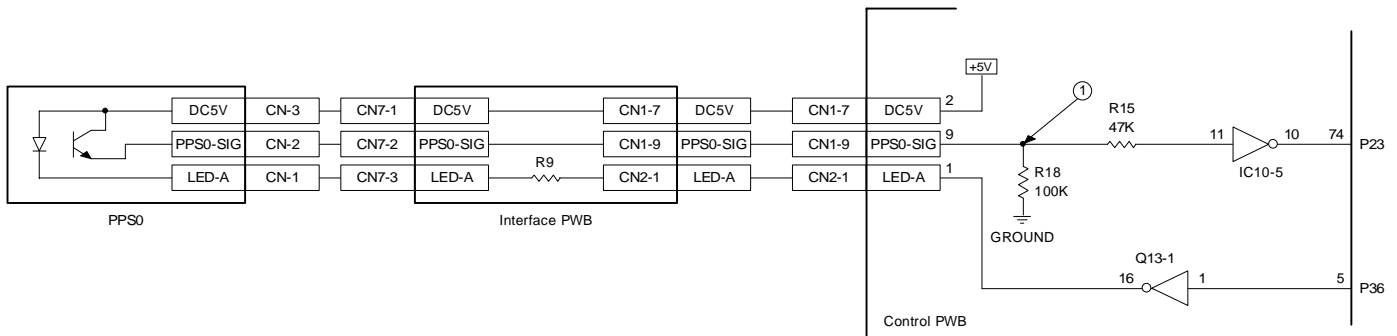 +5V
1
DC5V CN-3 CN7-1 DC5V CN1-7 DC5V CN1-7 DC5V 2
R15
47K
PPS0-SIG CN-2 CN7-2 PPS0-SIG CN1-9 PPS0-SIG CN1-9 PPS0-SIG 9 11 10 74 P23
IC10-5
R9
R18
100K
LED-A CN-1 CN7-3 LED-A CN2-1 LED-A CN2-1 LED-A 1
PPS0 Interface PWB
GROUND
Q13-1
16 1 5 P36
Control PWB